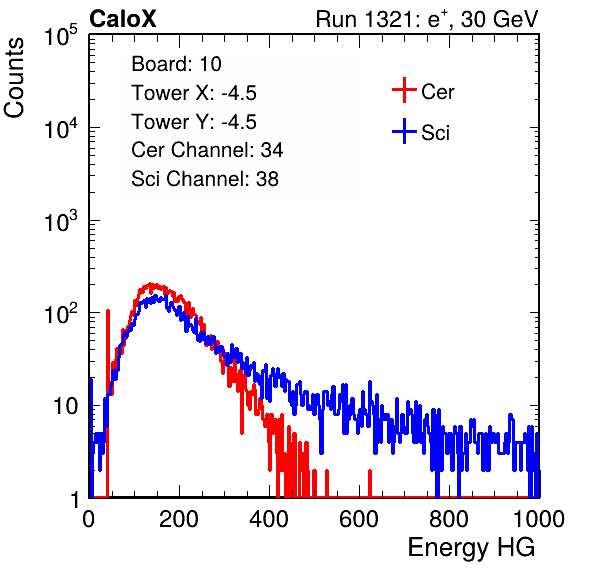 CaloX Run 1321: e⁺, 30 GeV
Counts
Board: 10
Tower X: -4.5
Tower Y: -4.5
Cer Channel: 34
Sci Channel: 38
Cer
Sci
10⁵
10⁴
10³
10²
10
1
0 200 400 600 800 1000
Energy HG